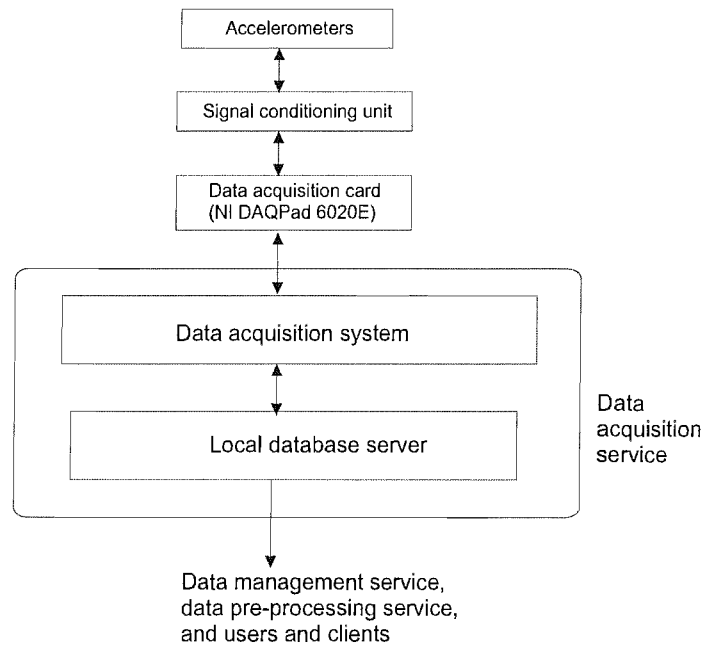 Accelerometers
Signal conditioning unit
Data acquisition card
(NI DAQPad 6020E)
Data acquisition system
Local database server
Data
acquisition
service
Data management service,
data pre-processing service,
and users and clients